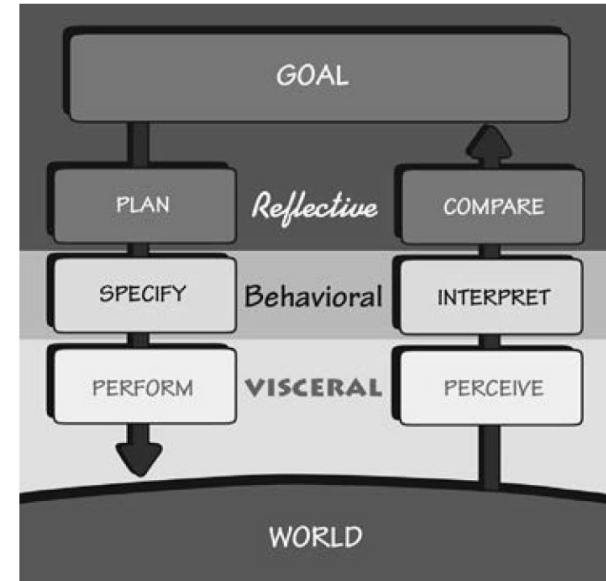 GOAL
PLAN
Reflective
COMPARE
SPECIFY
Behavioral
INTERPRET
PERFORM
VISCERAL
PERCEIVE
WORLD